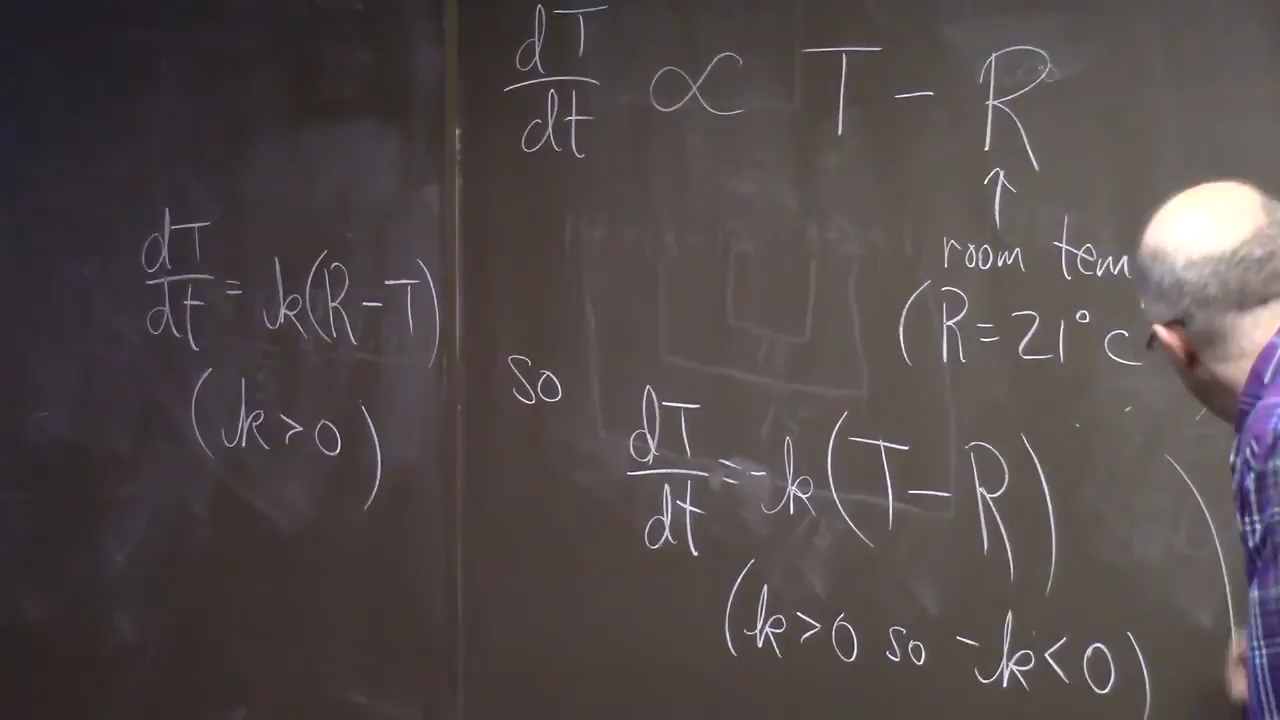 dT/dt ∝ T - R
↑
room tem
(R = 21°C
dT/dt = k(R - T)
(k > 0)
so
dT/dt = -k(T - R)
(k > 0 so -k < 0)